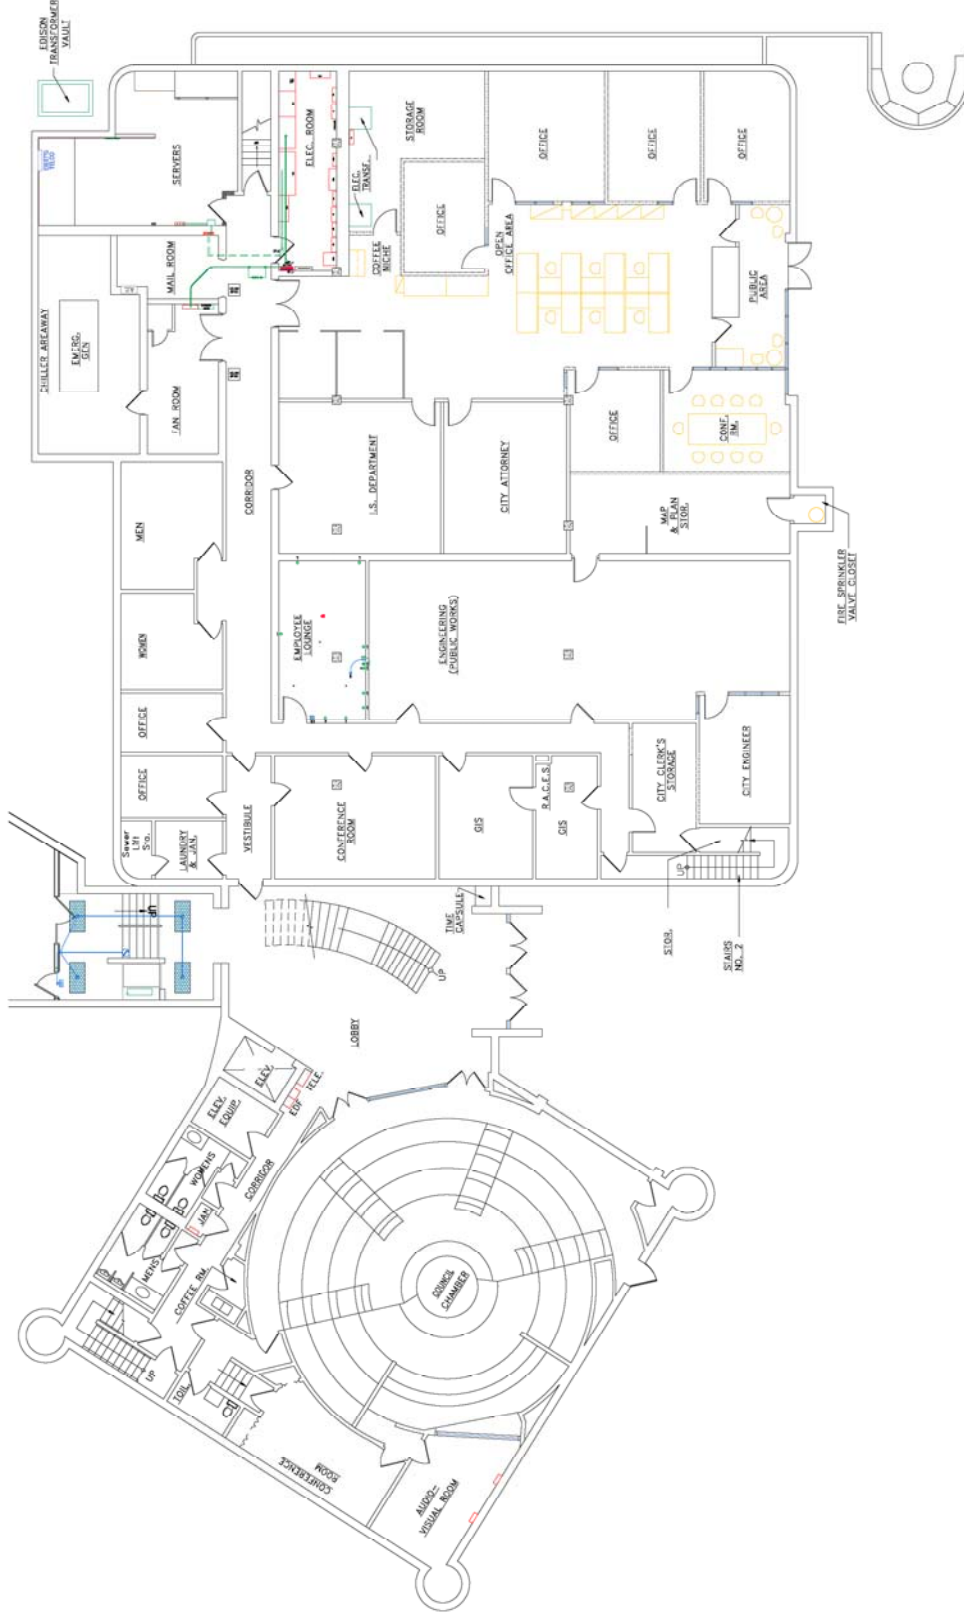 EDISON
TRANSFORMER
VAULT
SERVERS
ELEC. ROOM
STORAGE
ROOM
ELEC.
TRANSF.
OFFICE
OFFICE
OFFICE
OFFICE
COFFEE
NICHE
OPEN
OFFICE AREA
PUBLIC
AREA
MAIL ROOM
CHILLER AREAWAY
EMERG.
GEN
FAN ROOM
CORRIDOR
MEN
WOMEN
OFFICE
OFFICE
I.S. DEPARTMENT
CITY ATTORNEY
OFFICE
CONF.
RM.
MAP
& PLAN
STOR.
FIRE SPRINKLER
VALVE CLOSET
EMPLOYEE
LOUNGE
ENGINEERING
(PUBLIC WORKS)
CITY ENGINEER
CITY CLERK'S
STORAGE
R.A.C.E.S.
GIS
GIS
CONFERENCE
ROOM
VESTIBULE
LAUNDRY
& JAN.
Sewer
Lift
Sta.
UP
UP
STOR.
STAIRS
NO. 2
TIME
CAPSULE
UP
LOBBY
ELEV.
ELEV.
EQUIP.
TELE.
EDF
CORRIDOR
WOMENS
JAN
MENS
COFFEE RM.
UP
TOIL.
COUNCIL
CHAMBER
CONFERENCE
ROOM
AUDIO-
VISUAL ROOM